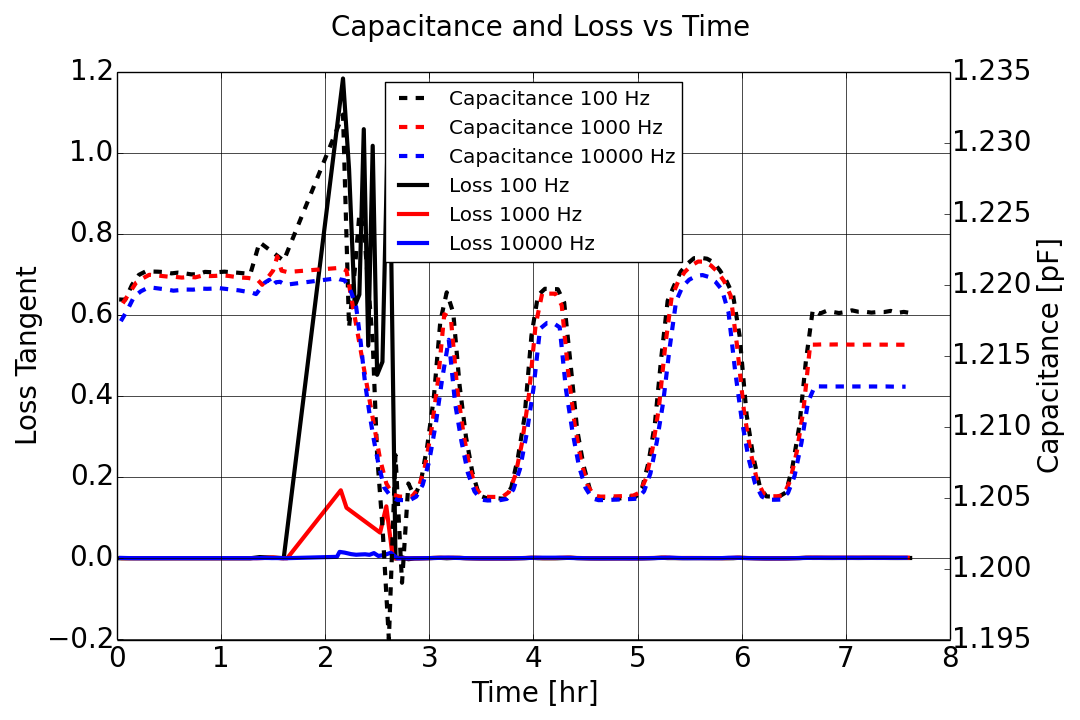 Capacitance and Loss vs Time
1.2
1.0
0.8
0.6
0.4
0.2
0.0
−0.2
Loss Tangent
Capacitance 100 Hz
Capacitance 1000 Hz
Capacitance 10000 Hz
Loss 100 Hz
Loss 1000 Hz
Loss 10000 Hz
1.235
1.230
1.225
1.220
1.215
1.210
1.205
1.200
1.195
Capacitance [pF]
0 1 2 3 4 5 6 7 8
Time [hr]